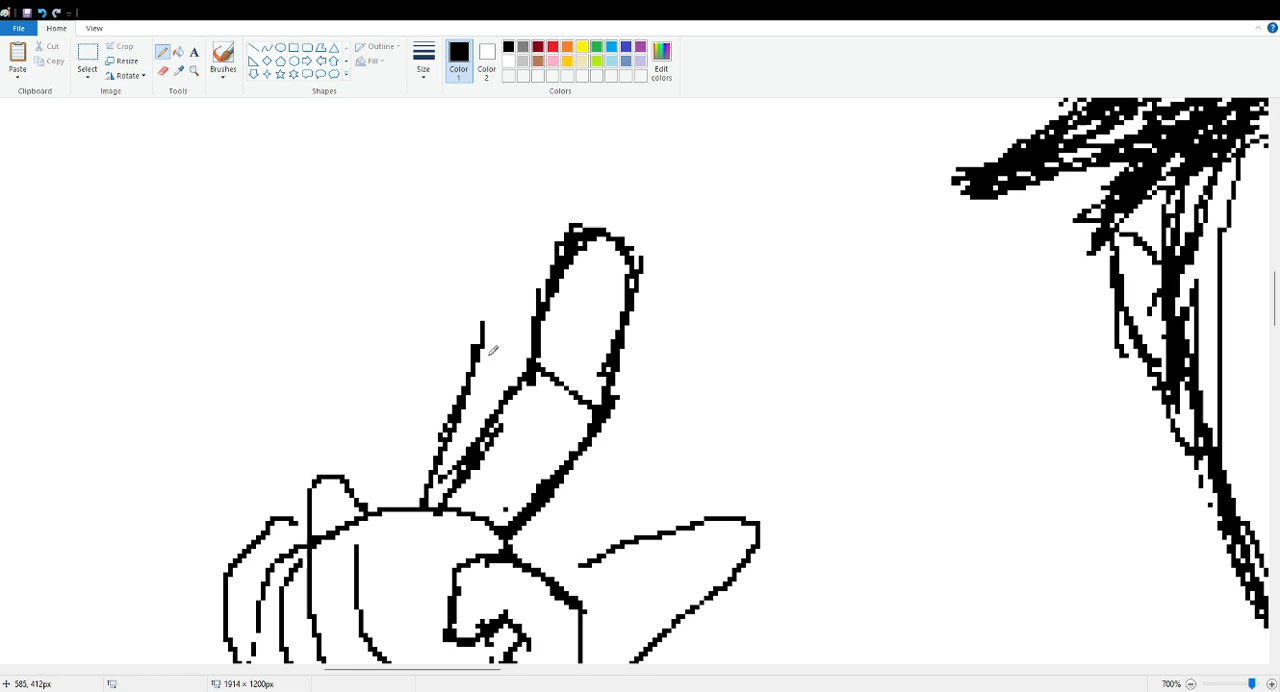 File Home View
Paste Cut Copy
Clipboard
Select Crop Resize Rotate
Image
A
Tools
Brushes
Outline Fill
Shapes
Size
Color 1
Color 2
Edit colors
Colors
585, 412px
1914 × 1200px
700%